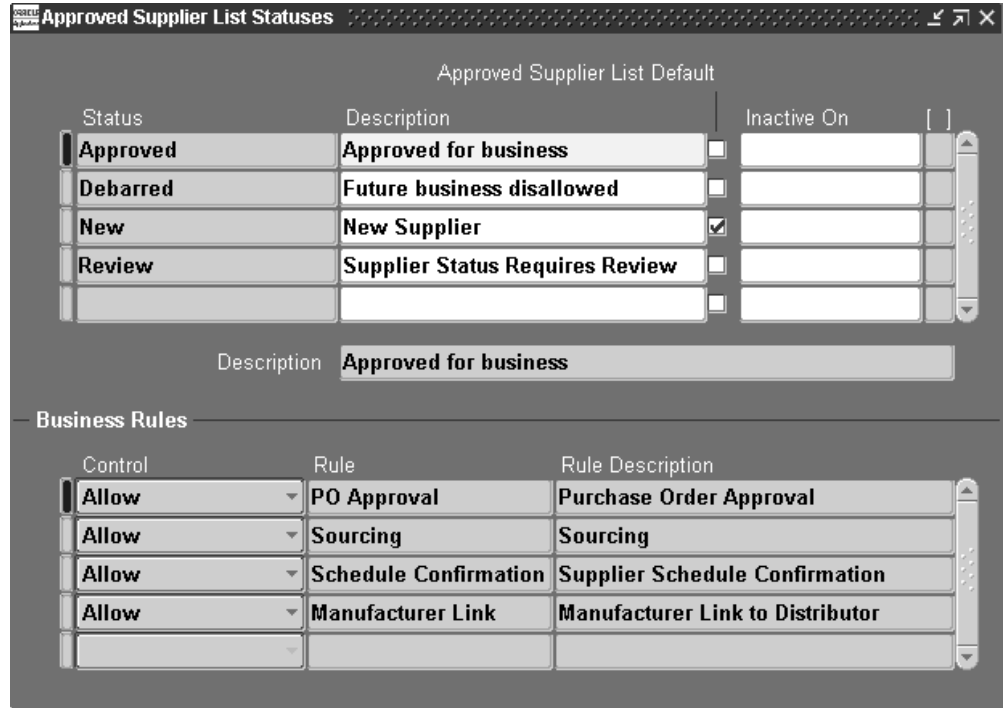 Approved Supplier List Statuses
Approved Supplier List Default
Status Description Inactive On [ ]
Approved Approved for business
Debarred Future business disallowed
New New Supplier
Review Supplier Status Requires Review
Description Approved for business
Business Rules
Control Rule Rule Description
Allow PO Approval Purchase Order Approval
Allow Sourcing Sourcing
Allow Schedule Confirmation Supplier Schedule Confirmation
Allow Manufacturer Link Manufacturer Link to Distributor